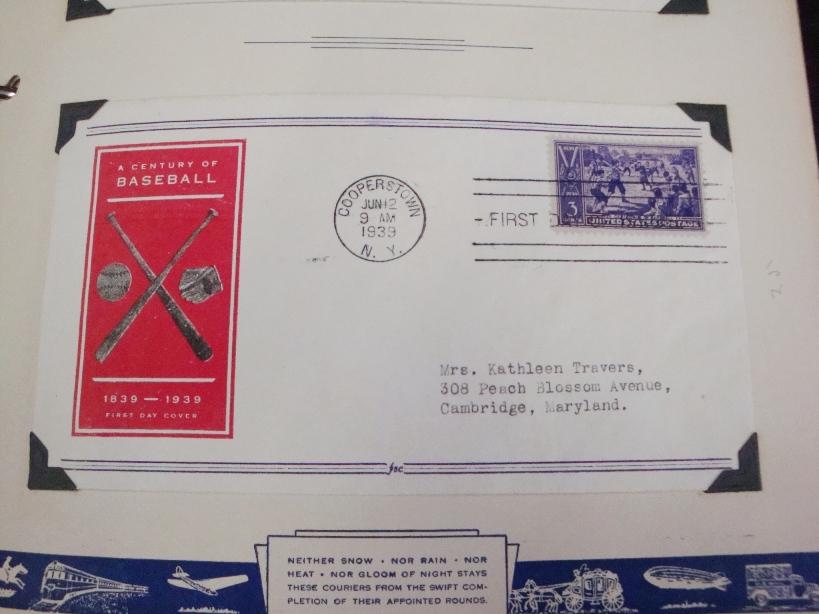 A CENTURY OF
BASEBALL
1839 — 1939
FIRST DAY COVER
COOPERSTOWN
JUN 12
9 AM
1939
N. Y.
FIRST D
3
UNITED STATES POSTAGE
Mrs. Kathleen Travers,
308 Peach Blossom Avenue,
Cambridge, Maryland.
jsc
NEITHER SNOW • NOR RAIN • NOR
HEAT • NOR GLOOM OF NIGHT STAYS
THESE COURIERS FROM THE SWIFT COM-
PLETION OF THEIR APPOINTED ROUNDS.